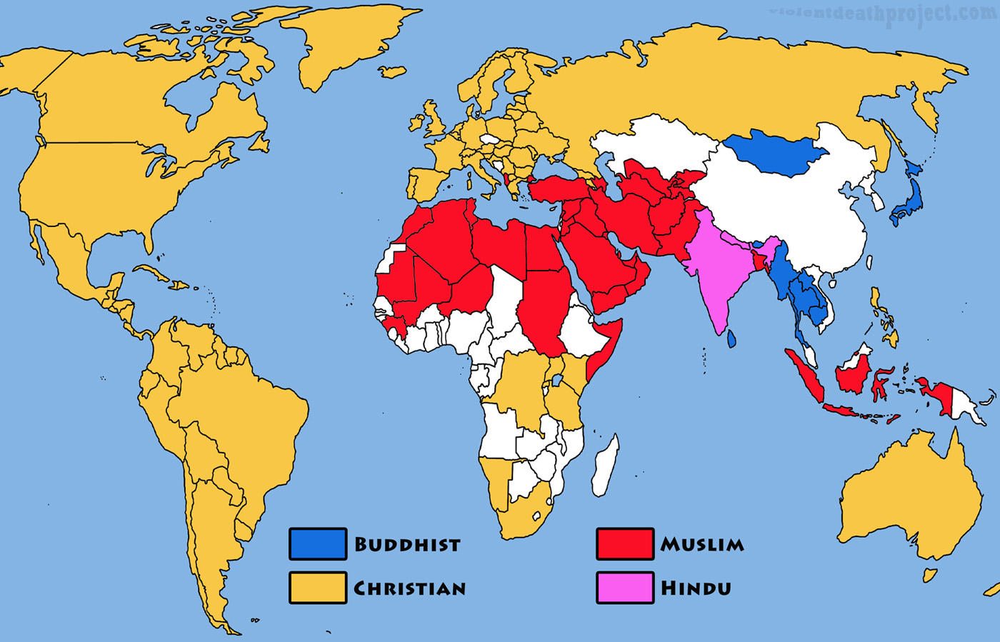 violentdeathproject.com
BUDDHIST
MUSLIM
CHRISTIAN
HINDU